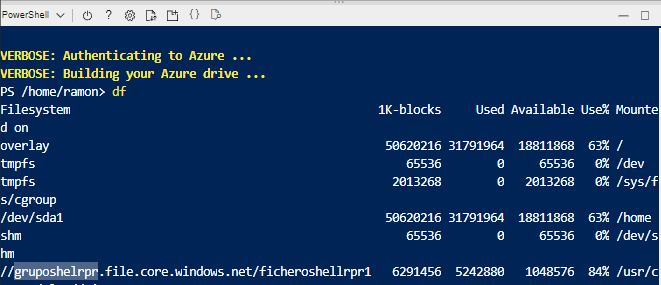 PowerShell
VERBOSE: Authenticating to Azure ...
VERBOSE: Building your Azure drive ...
PS /home/ramon> df
Filesystem 1K-blocks Used Available Use% Mounte
d on
overlay 50620216 31791964 18811868 63% /
tmpfs 65536 0 65536 0% /dev
tmpfs 2013268 0 2013268 0% /sys/f
s/cgroup
/dev/sda1 50620216 31791964 18811868 63% /home
shm 65536 0 65536 0% /dev/s
hm
//gruposhelrpr.file.core.windows.net/ficheroshellrpr1 6291456 5242880 1048576 84% /usr/c